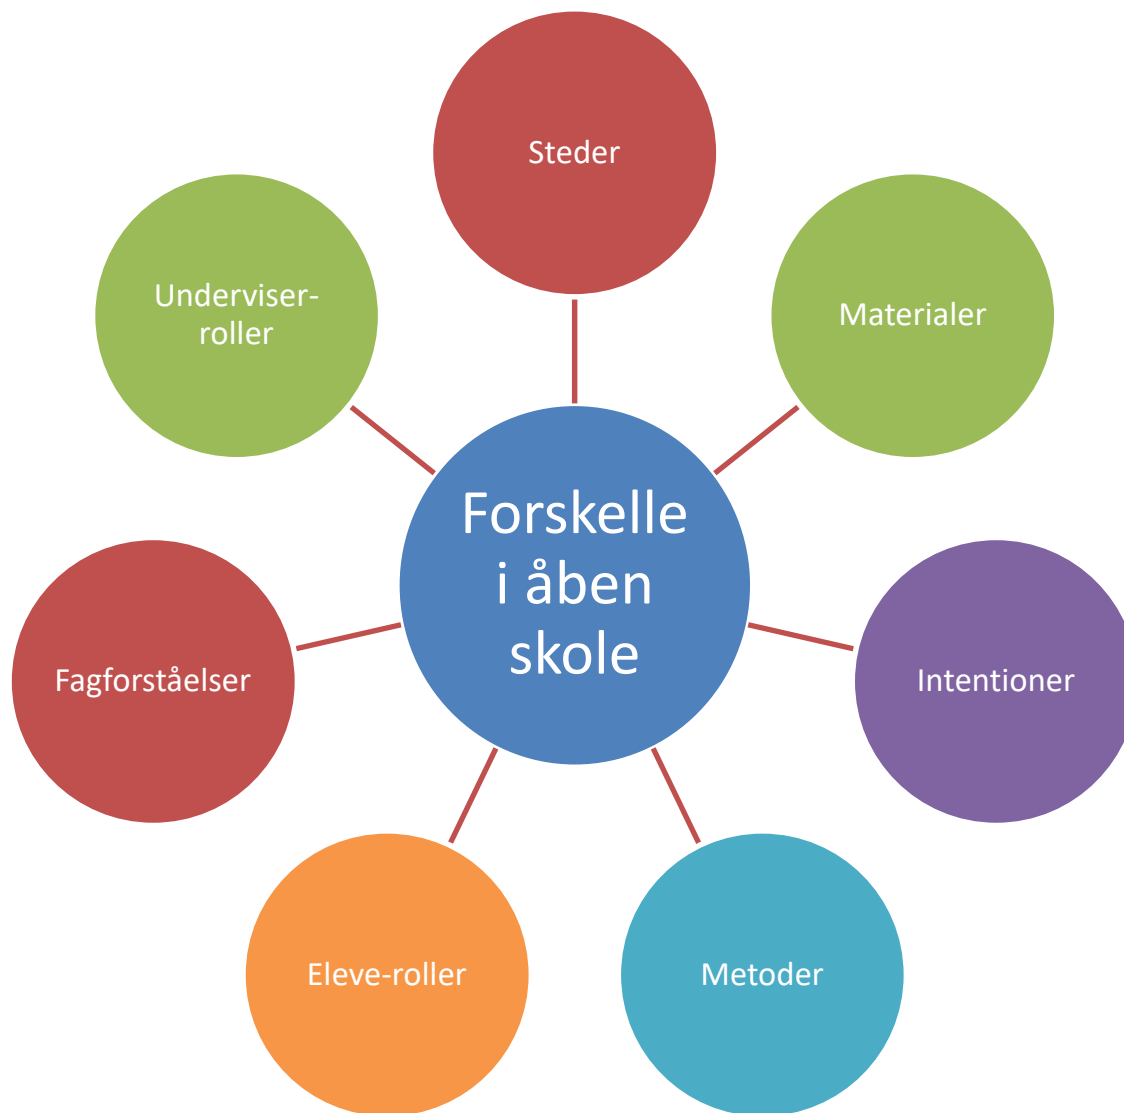 Steder
Underviser-
roller
Materialer
Forskelle
i åben
skole
Fagforståelser
Intentioner
Eleve-roller
Metoder